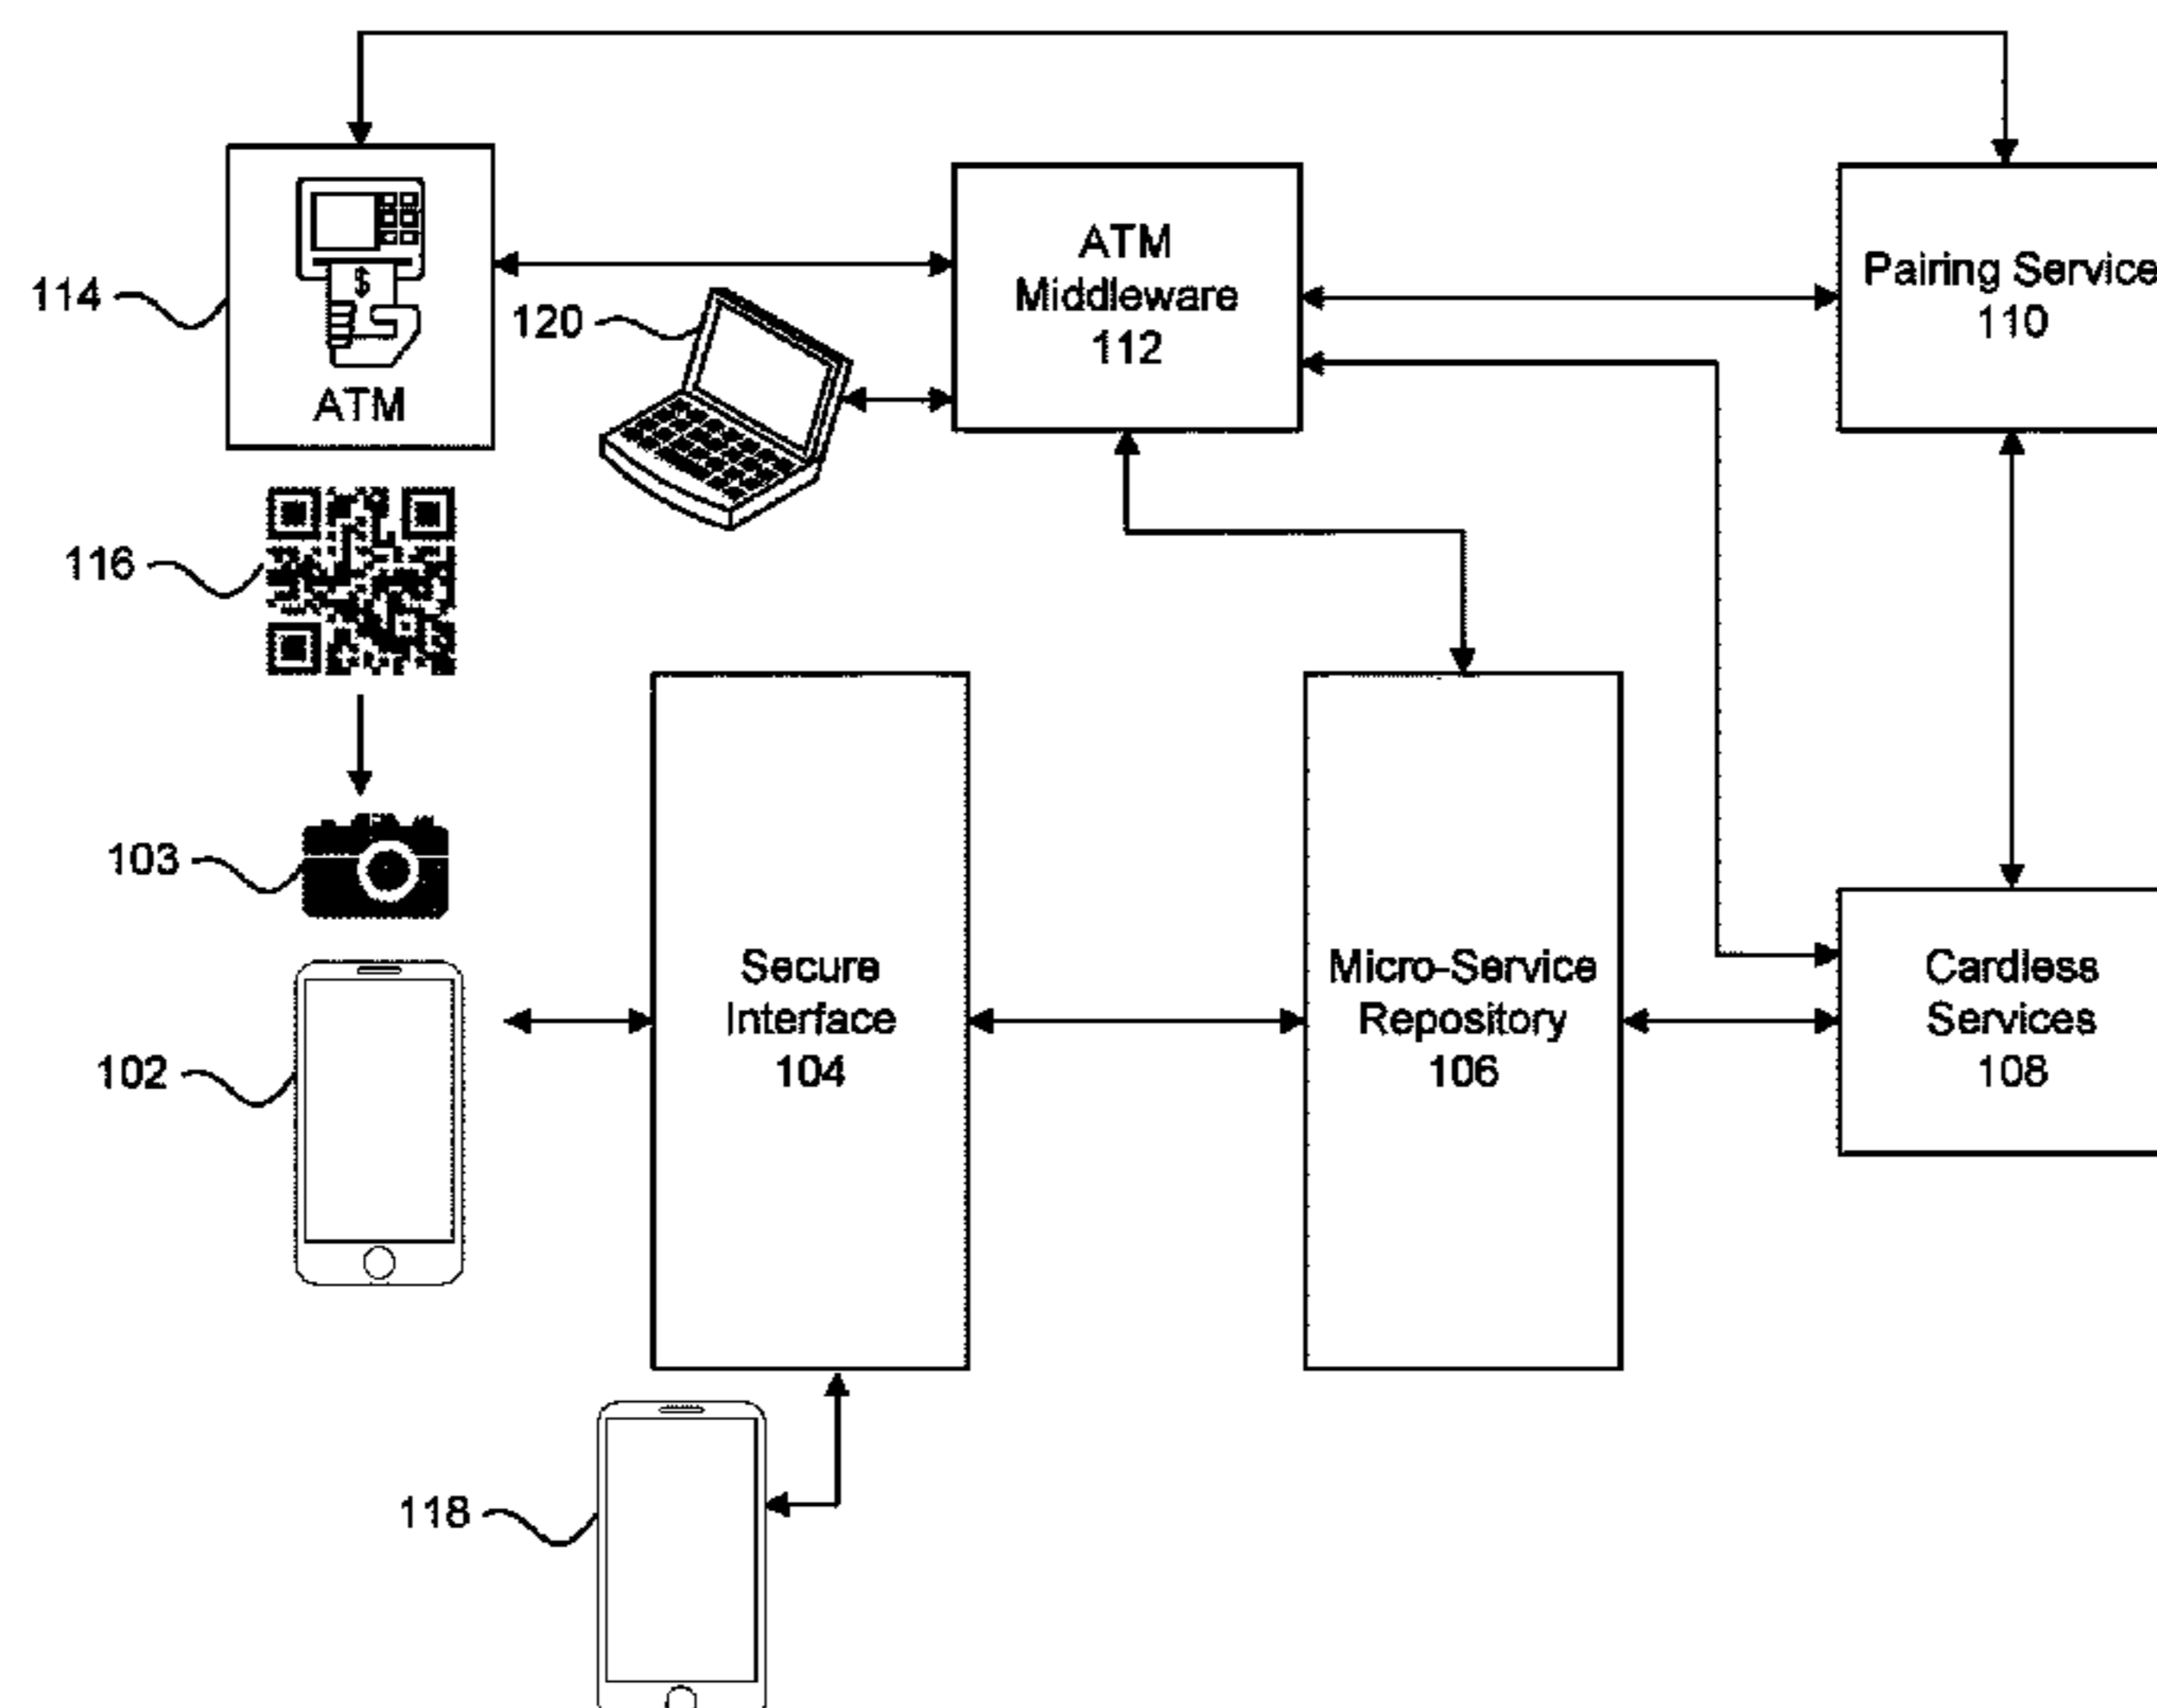 114
$
ATM
120
ATM
Middleware
112
Pairing Service
110
116
103
102
Secure
Interface
104
Micro-Service
Repository
106
Cardless
Services
108
118